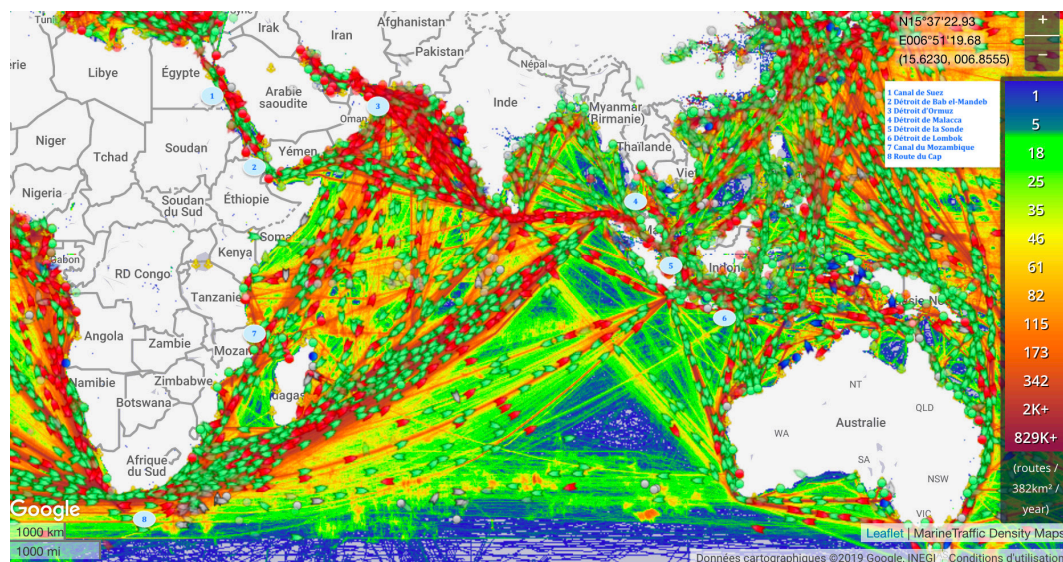 Tuni
Irak
Iran
Afghanistan
Pakistan
Népal
Libye
Égypte
Arabie
saoudite
Oman
Inde
Myanmar
(Birmanie)
Thaïlande
Niger
Tchad
Soudan
Yémen
Nigeria
Soudan
du Sud
Éthiopie
Gabon
Kenya
RD Congo
Tanzanie
Angola
Zambie
Namibie
Zimbabwe
Botswana
Afrique
du Sud
NT
QLD
WA
Australie
SA
NSW
VIC
1
2
3
4
5
6
7
8
N15°37'22.93
E006°51'19.68
(15.6230, 006.8555)
+
−
1 Canal de Suez
2 Détroit de Bab el-Mandeb
3 Détroit d'Ormuz
4 Détroit de Malacca
5 Détroit de la Sonde
6 Détroit de Lombok
7 Canal du Mozambique
8 Route du Cap
1
5
18
25
35
46
61
82
115
173
342
2K+
829K+
(routes /
382km² /
year)
Google
1000 km
1000 mi
Leaflet | MarineTraffic Density Maps
Données cartographiques ©2019 Google, INEGI
Conditions d'utilisation